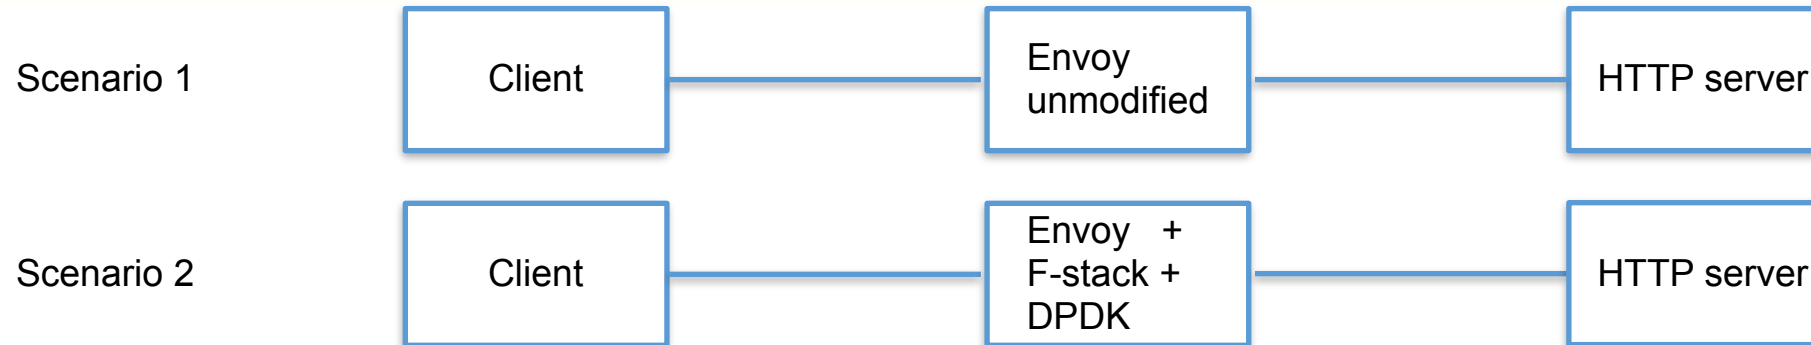 Scenario 1
Client
Envoy
unmodified
HTTP server
Scenario 2
Client
Envoy +
F-stack +
DPDK
HTTP server